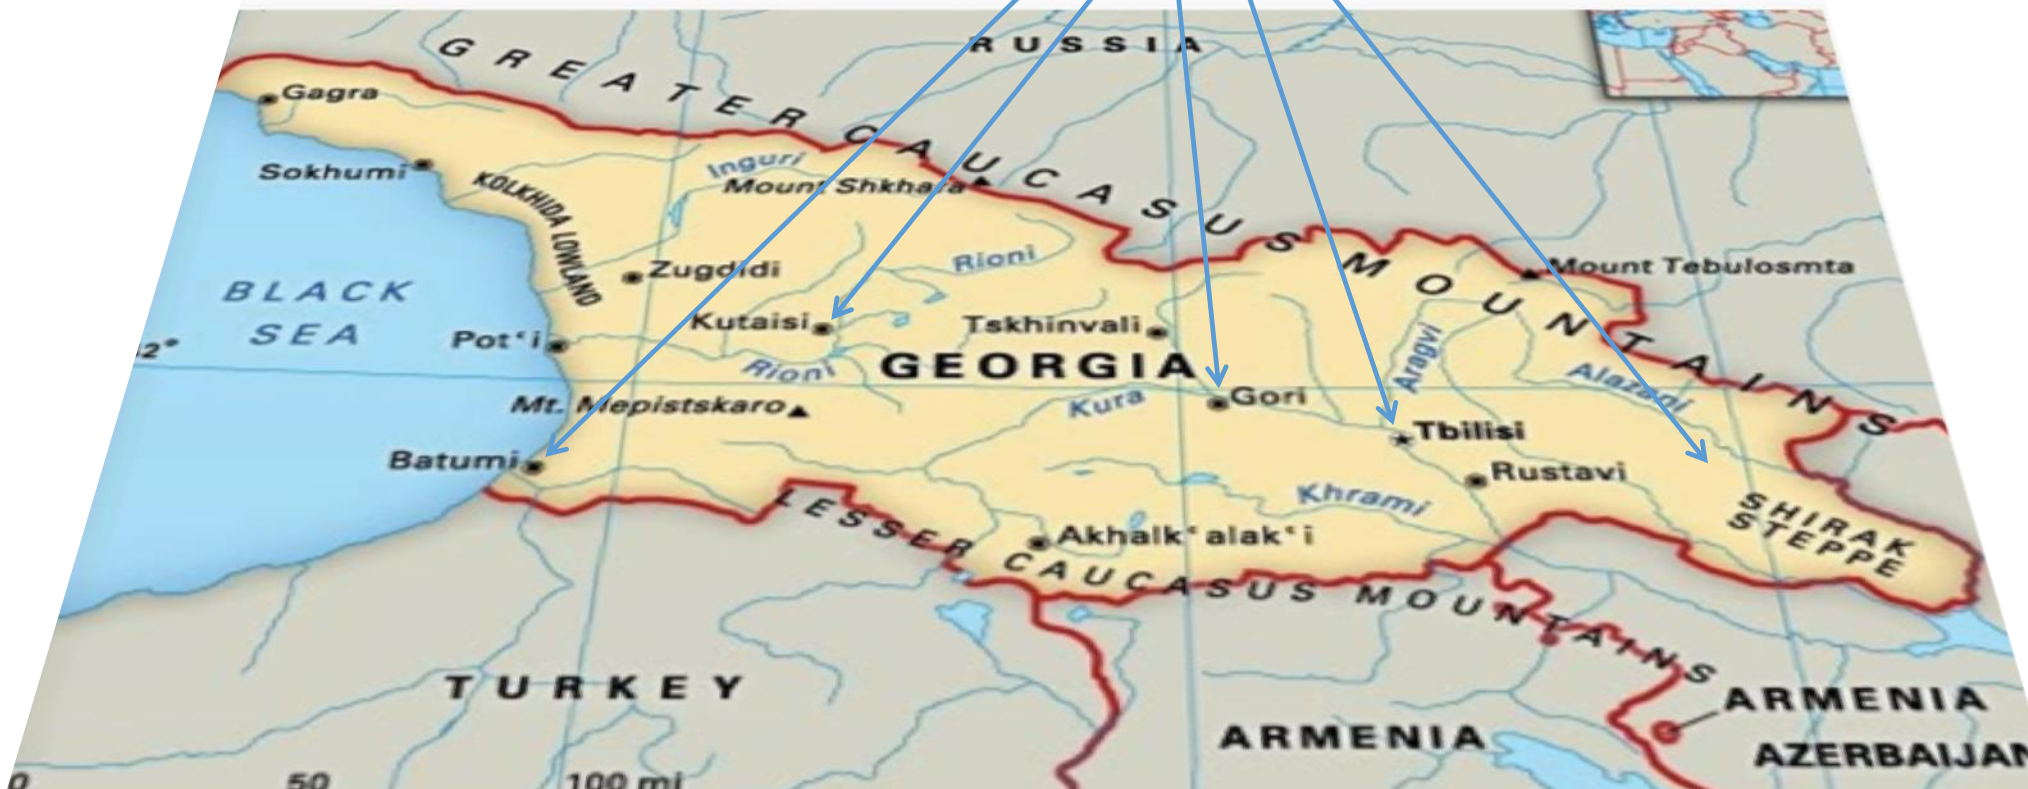 RUSSIA
GREATER CAUCASUS MOUNTAINS
Gagra
Inguri
Sokhumi
Mount Shkhara
KOLKHIDA LOWLAND
Rioni
Mount Tebulosmta
Zugdidi
BLACK
SEA
Kutaisi
Tskhinvali
Pot‘i
2°
GEORGIA
Rioni
Aragvi
Alazani
Mt. Mepistskaro
Kura
Gori
Tbilisi
Batumi
Rustavi
Khrami
SHIRAK
STEPPE
LESSER CAUCASUS MOUNTAINS
Akhalk‘alak‘i
TURKEY
ARMENIA
ARMENIA
AZERBAIJAN
0 50 100 mi